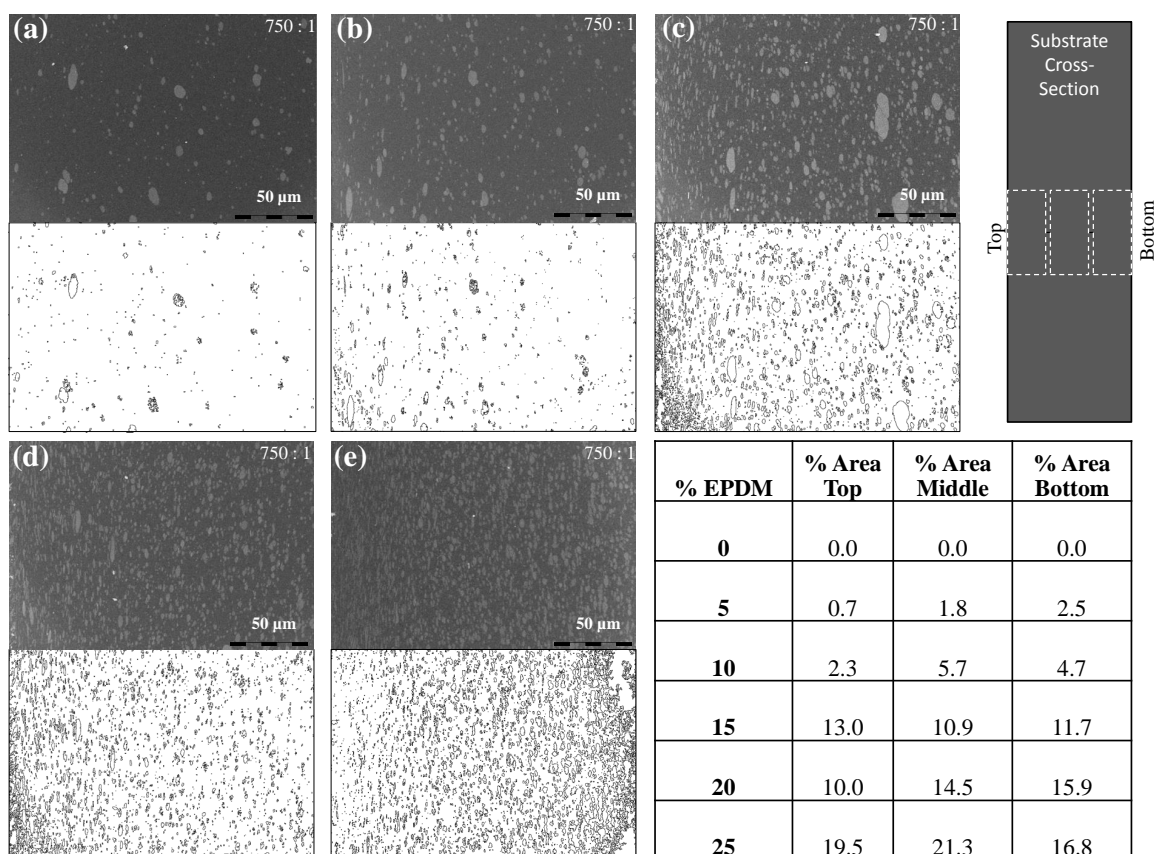 (a)
750 : 1
50 µm
(b)
750 : 1
50 µm
(c)
750 : 1
50 µm
Substrate
Cross-
Section
Top
Bottom
(d)
750 : 1
50 µm
(e)
750 : 1
50 µm
% EPDM % Area Top % Area Middle % Area Bottom
0 0.0 0.0 0.0
5 0.7 1.8 2.5
10 2.3 5.7 4.7
15 13.0 10.9 11.7
20 10.0 14.5 15.9
25 19.5 21.3 16.8